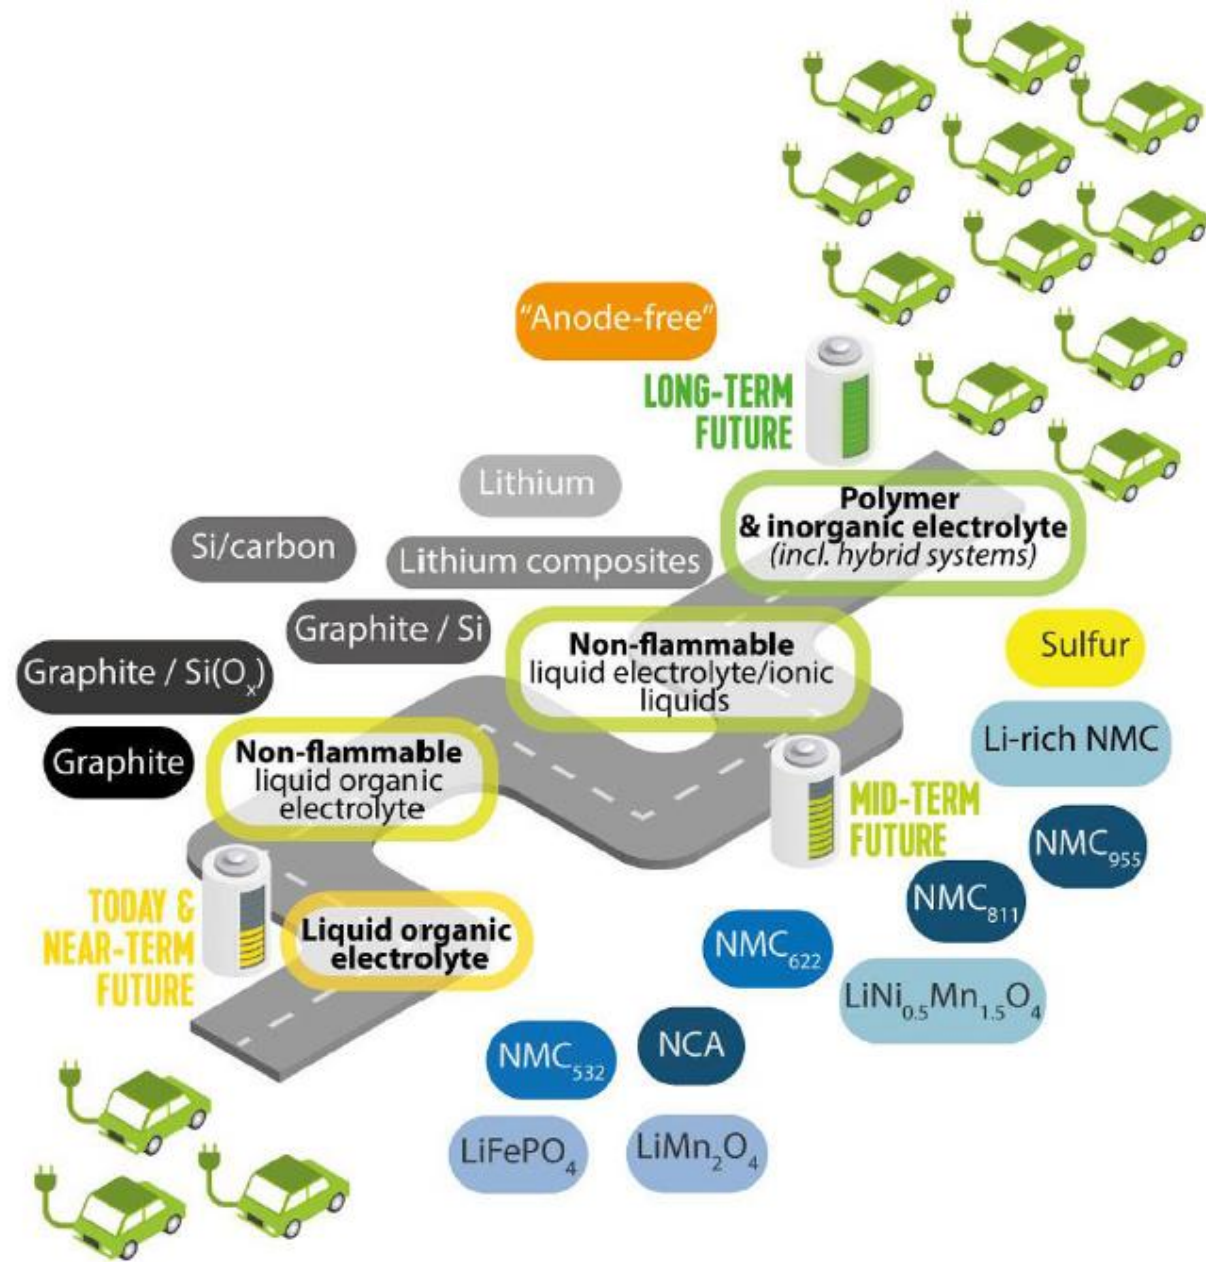 "Anode-free"
LONG-TERM
FUTURE
Lithium
Polymer
& inorganic electrolyte
(incl. hybrid systems)
Si/carbon
Lithium composites
Graphite / Si
Non-flammable
liquid electrolyte/ionic
liquids
Sulfur
Graphite / Si(Oₓ)
Li-rich NMC
Graphite
Non-flammable
liquid organic
electrolyte
MID-TERM
FUTURE
NMC₉₅₅
NMC₈₁₁
TODAY &
NEAR-TERM
FUTURE
Liquid organic
electrolyte
NMC₆₂₂
LiNi₀.₅Mn₁.₅O₄
NMC₅₃₂
NCA
LiFePO₄
LiMn₂O₄